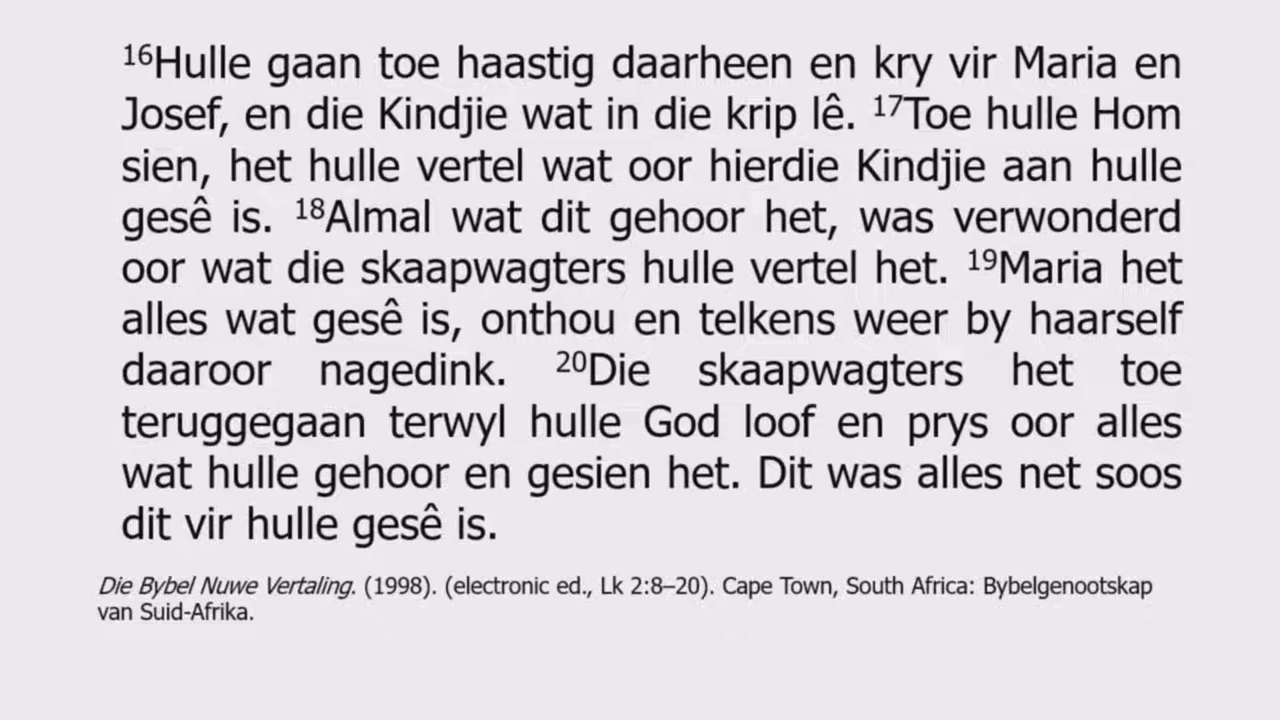 16Hulle gaan toe haastig daarheen en kry vir Maria en
Josef, en die Kindjie wat in die krip lê. 17Toe hulle Hom
sien, het hulle vertel wat oor hierdie Kindjie aan hulle
gesê is. 18Almal wat dit gehoor het, was verwonderd
oor wat die skaapwagters hulle vertel het. 19Maria het
alles wat gesê is, onthou en telkens weer by haarself
daaroor nagedink. 20Die skaapwagters het toe
teruggegaan terwyl hulle God loof en prys oor alles
wat hulle gehoor en gesien het. Dit was alles net soos
dit vir hulle gesê is.
Die Bybel Nuwe Vertaling. (1998). (electronic ed., Lk 2:8–20). Cape Town, South Africa: Bybelgenootskap
van Suid-Afrika.